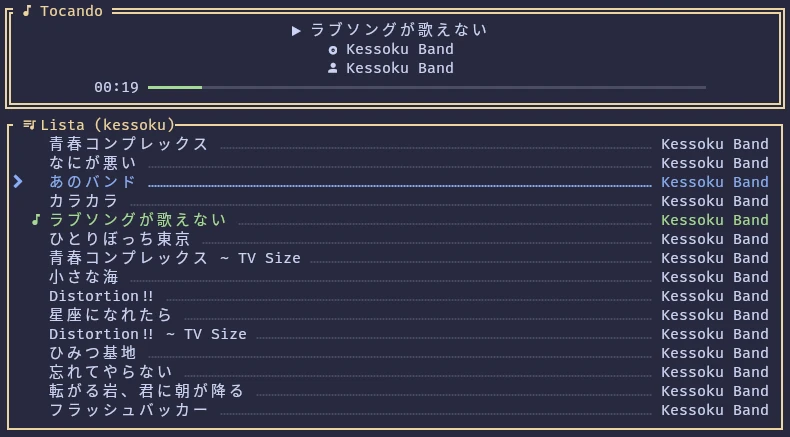 Tocando
ラブソングが歌えない
Kessoku Band
Kessoku Band
00:19
Lista (kessoku)
青春コンプレックス Kessoku Band
なにが悪い Kessoku Band
あのバンド Kessoku Band
カラカラ Kessoku Band
ラブソングが歌えない Kessoku Band
ひとりぼっち東京 Kessoku Band
青春コンプレックス ~ TV Size Kessoku Band
小さな海 Kessoku Band
Distortion!! Kessoku Band
星座になれたら Kessoku Band
Distortion!! ~ TV Size Kessoku Band
ひみつ基地 Kessoku Band
忘れてやらない Kessoku Band
転がる岩、君に朝が降る Kessoku Band
フラッシュバッカー Kessoku Band